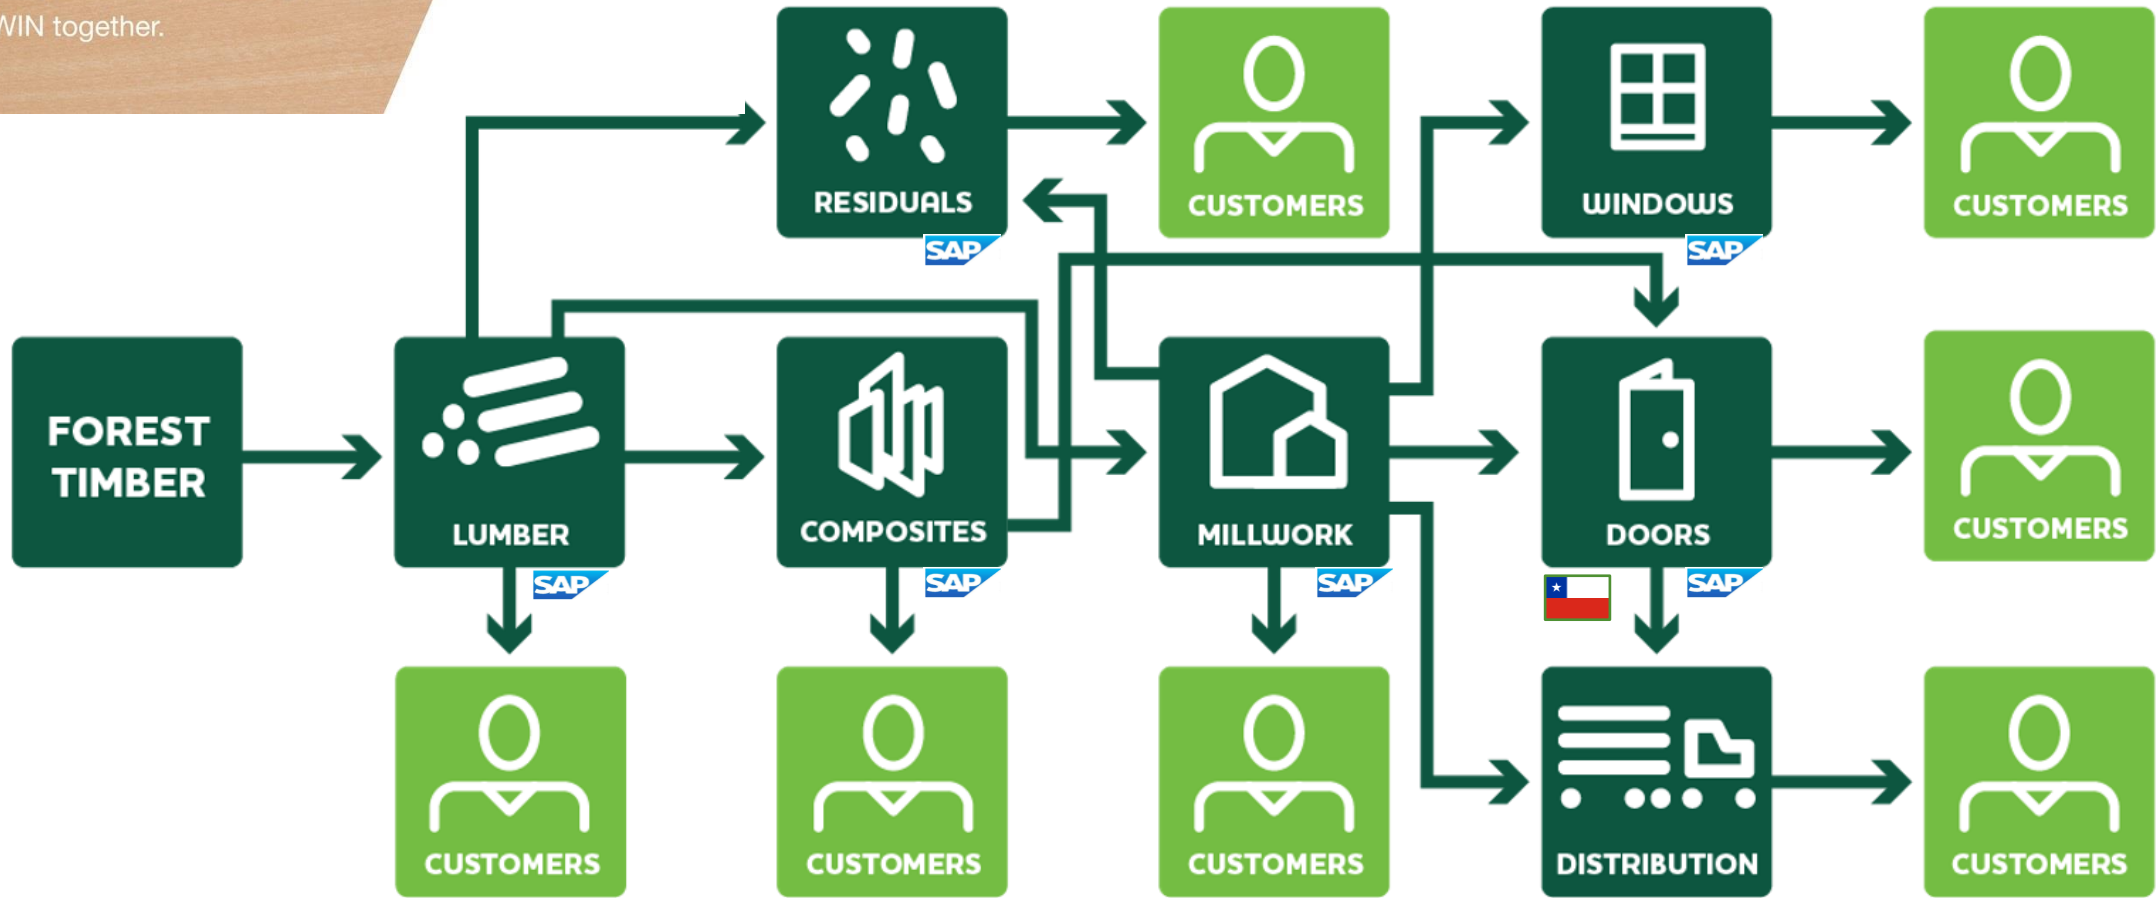 WIN together.
RESIDUALS
CUSTOMERS
WINDOWS
CUSTOMERS
SAP
SAP
FOREST
TIMBER
LUMBER
COMPOSITES
MILLWORK
DOORS
CUSTOMERS
SAP
SAP
SAP
SAP
CUSTOMERS
CUSTOMERS
CUSTOMERS
DISTRIBUTION
CUSTOMERS